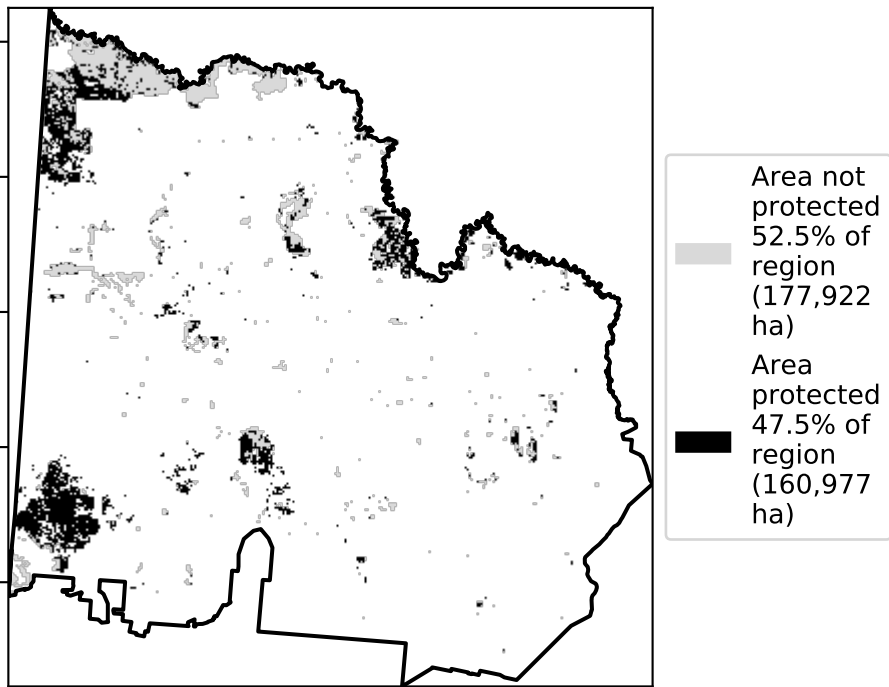 Area not
protected
52.5% of
region
(177,922
ha)
Area
protected
47.5% of
region
(160,977
ha)